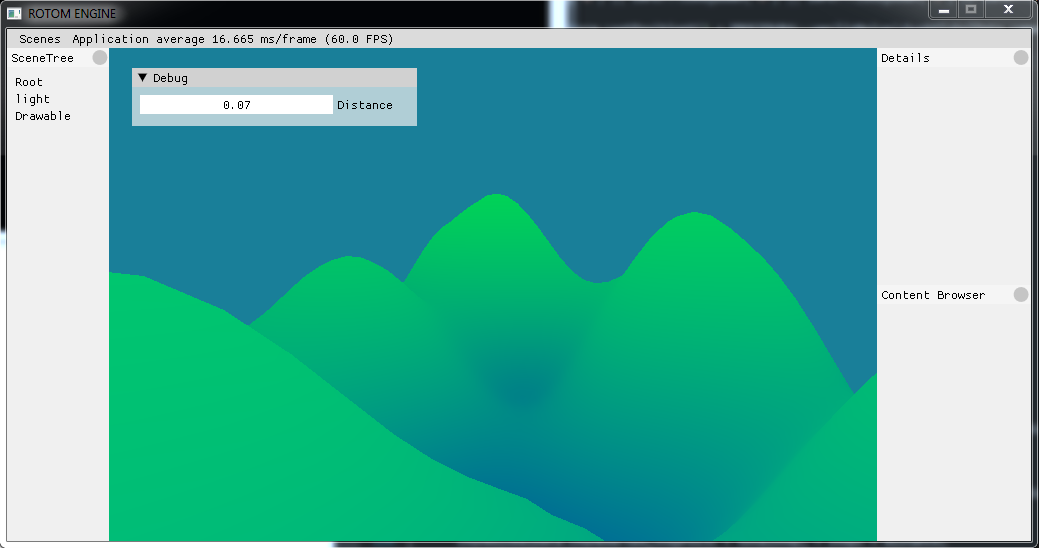 ROTOM ENGINE
Scenes Application average 16.665 ms/frame (60.0 FPS)
SceneTree
Root
light
Drawable
Debug
0.07 Distance
Details
Content Browser